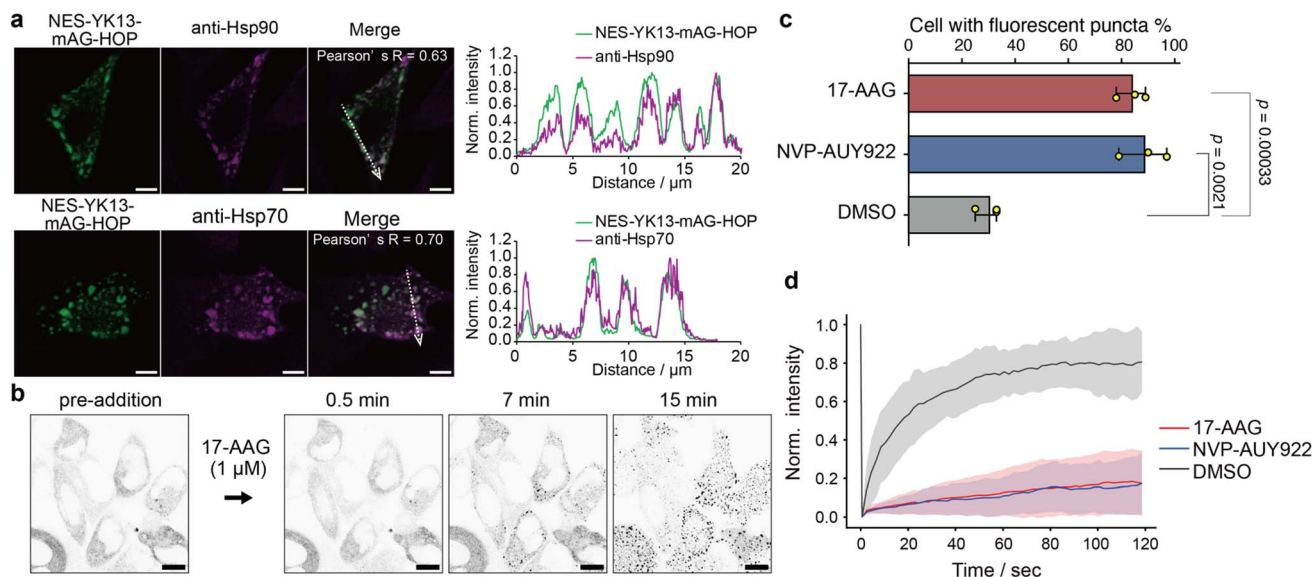 a
NES-YK13-
mAG-HOP
anti-Hsp90
Merge
Pearson' s R = 0.63
NES-YK13-mAG-HOP
anti-Hsp90
Norm. intensity
1.2
1.0
0.8
0.6
0.4
0.2
0
0 5 10 15 20
Distance / µm
NES-YK13-
mAG-HOP
anti-Hsp70
Merge
Pearson' s R = 0.70
NES-YK13-mAG-HOP
anti-Hsp70
Norm. intensity
1.2
1.0
0.8
0.6
0.4
0.2
0
0 5 10 15 20
Distance / µm
b
pre-addition
17-AAG
(1 µM)
0.5 min
7 min
15 min
c
Cell with fluorescent puncta %
0 20 40 60 80 100
17-AAG
NVP-AUY922
DMSO
p = 0.0021
p = 0.00033
d
Norm. intensity
1.0
0.8
0.6
0.4
0.2
0.0
0 20 40 60 80 100 120
Time / sec
17-AAG
NVP-AUY922
DMSO